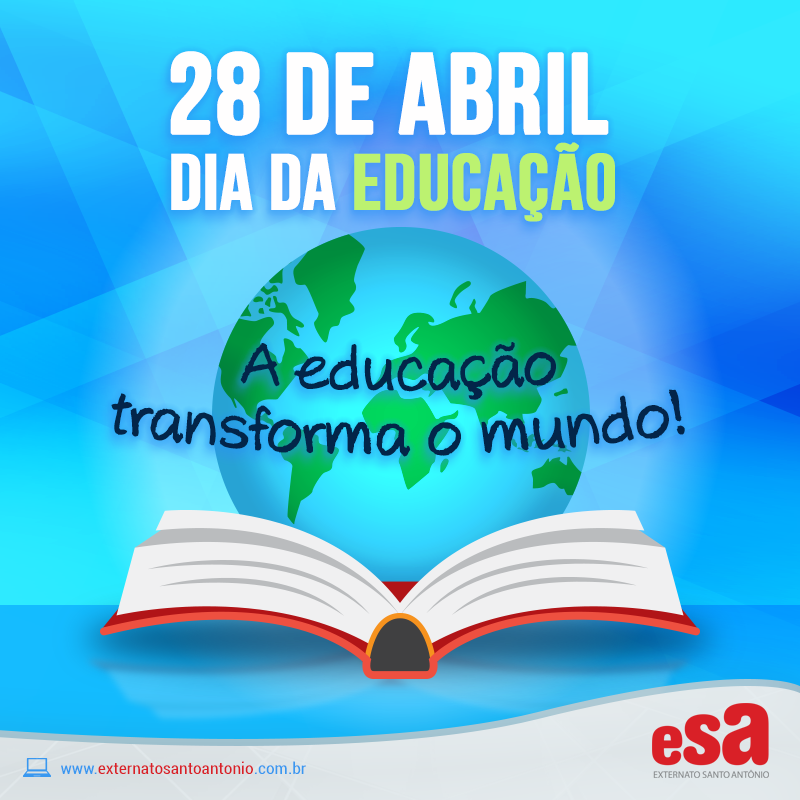 28 DE ABRIL
DIA DA EDUCAÇÃO
A educação
transforma o mundo!
www.externatosantoantonio.com.br
esa
EXTERNATO SANTO ANTÔNIO